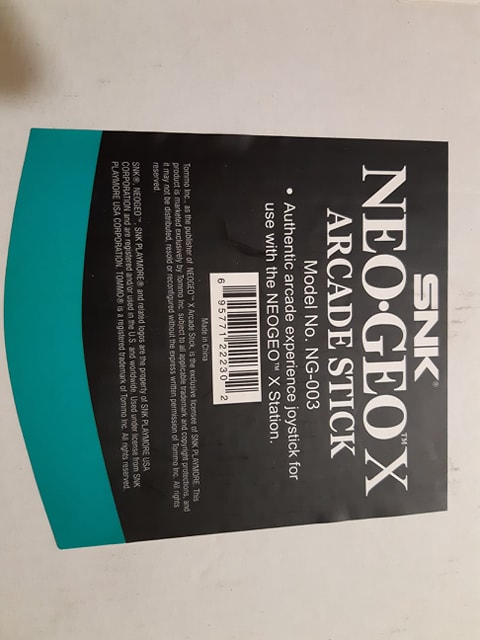 SNK®
NEO•GEO™ X
ARCADE STICK
Model No. NG-003
• Authentic arcade experience joystick for
use with the NEOGEO™ X Station.
6 95771 22230 2
Made in China
Tommo Inc., as the publisher of NEOGEO™ X Arcade Stick, is the exclusive licensee of SNK PLAYMORE. This
product is marketed exclusively by Tommo Inc. subject to all applicable trademark and copyright protections, and
it may not be distributed, resold or reconfigured without the express written permission of Tommo Inc. All rights
reserved
SNK®, NEOGEO™, SNK PLAYMORE® and related logos are the property of SNK PLAYMORE USA
CORPORATION and are registered and/or used in the U.S. and worldwide. Used under license from SNK
PLAYMORE USA CORPORATION. TOMMO® is a registered trademark of Tommo Inc. All rights reserved.